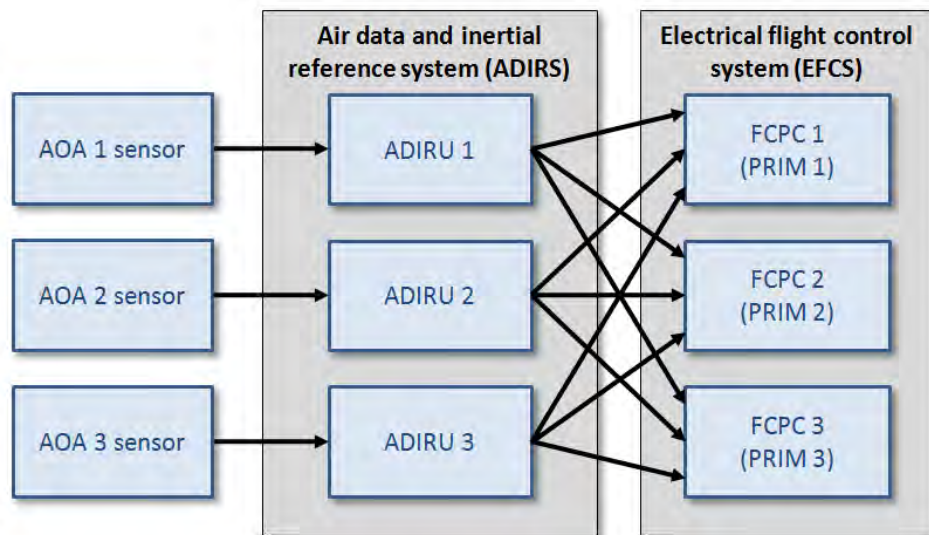 Air data and inertial
reference system (ADIRS)
Electrical flight control
system (EFCS)
AOA 1 sensor
ADIRU 1
FCPC 1
(PRIM 1)
AOA 2 sensor
ADIRU 2
FCPC 2
(PRIM 2)
AOA 3 sensor
ADIRU 3
FCPC 3
(PRIM 3)